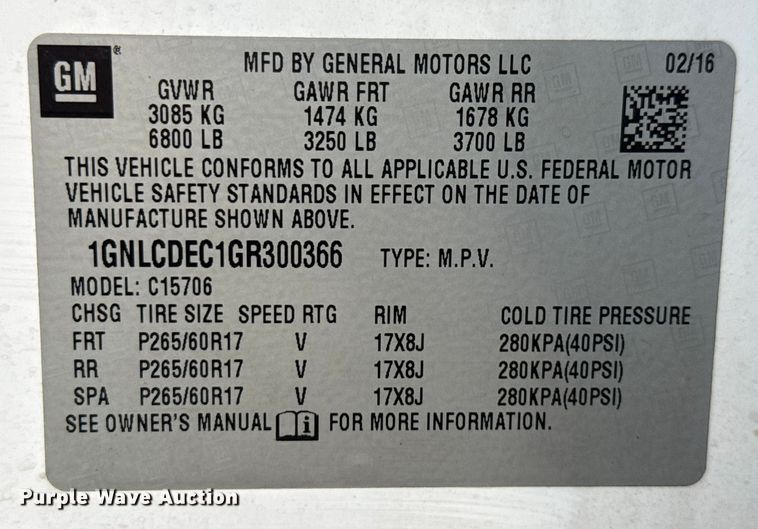 GM ®
MFD BY GENERAL MOTORS LLC 02/16
GVWR GAWR FRT GAWR RR
3085 KG 1474 KG 1678 KG
6800 LB 3250 LB 3700 LB
THIS VEHICLE CONFORMS TO ALL APPLICABLE U.S. FEDERAL MOTOR
VEHICLE SAFETY STANDARDS IN EFFECT ON THE DATE OF
MANUFACTURE SHOWN ABOVE.
1GNLCDEC1GR300366 TYPE: M.P.V.
MODEL: C15706
CHSG TIRE SIZE SPEED RTG RIM COLD TIRE PRESSURE
FRT P265/60R17 V 17X8J 280KPA(40PSI)
RR P265/60R17 V 17X8J 280KPA(40PSI)
SPA P265/60R17 V 17X8J 280KPA(40PSI)
SEE OWNER'S MANUAL i FOR MORE INFORMATION.
Purple Wave Auction